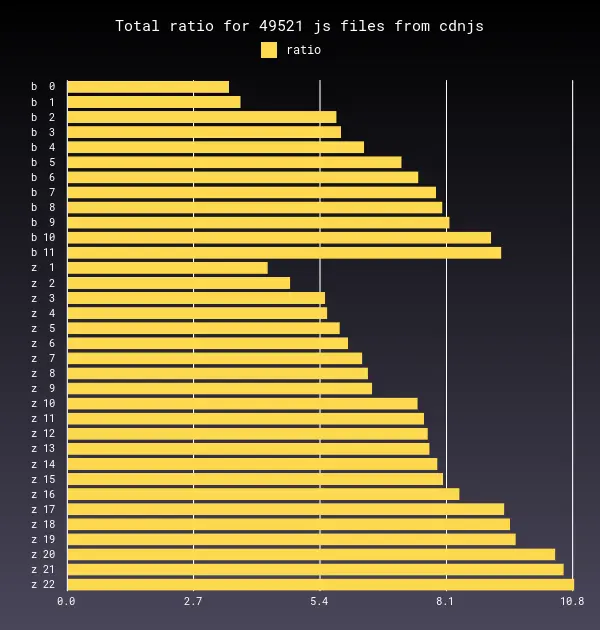 Total ratio for 49521 js files from cdnjs
ratio
b 0
b 1
b 2
b 3
b 4
b 5
b 6
b 7
b 8
b 9
b 10
b 11
z 1
z 2
z 3
z 4
z 5
z 6
z 7
z 8
z 9
z 10
z 11
z 12
z 13
z 14
z 15
z 16
z 17
z 18
z 19
z 20
z 21
z 22
0.0 2.7 5.4 8.1 10.8